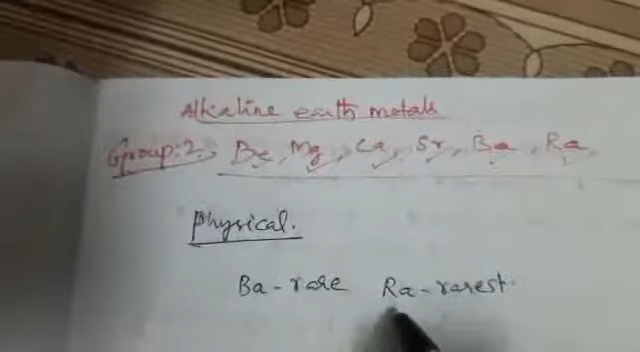 Alkaline earth metals
Group:2. Be, Mg, Ca, Sr, Ba, Ra.
Physical.
Ba - rare Ra - rarest.